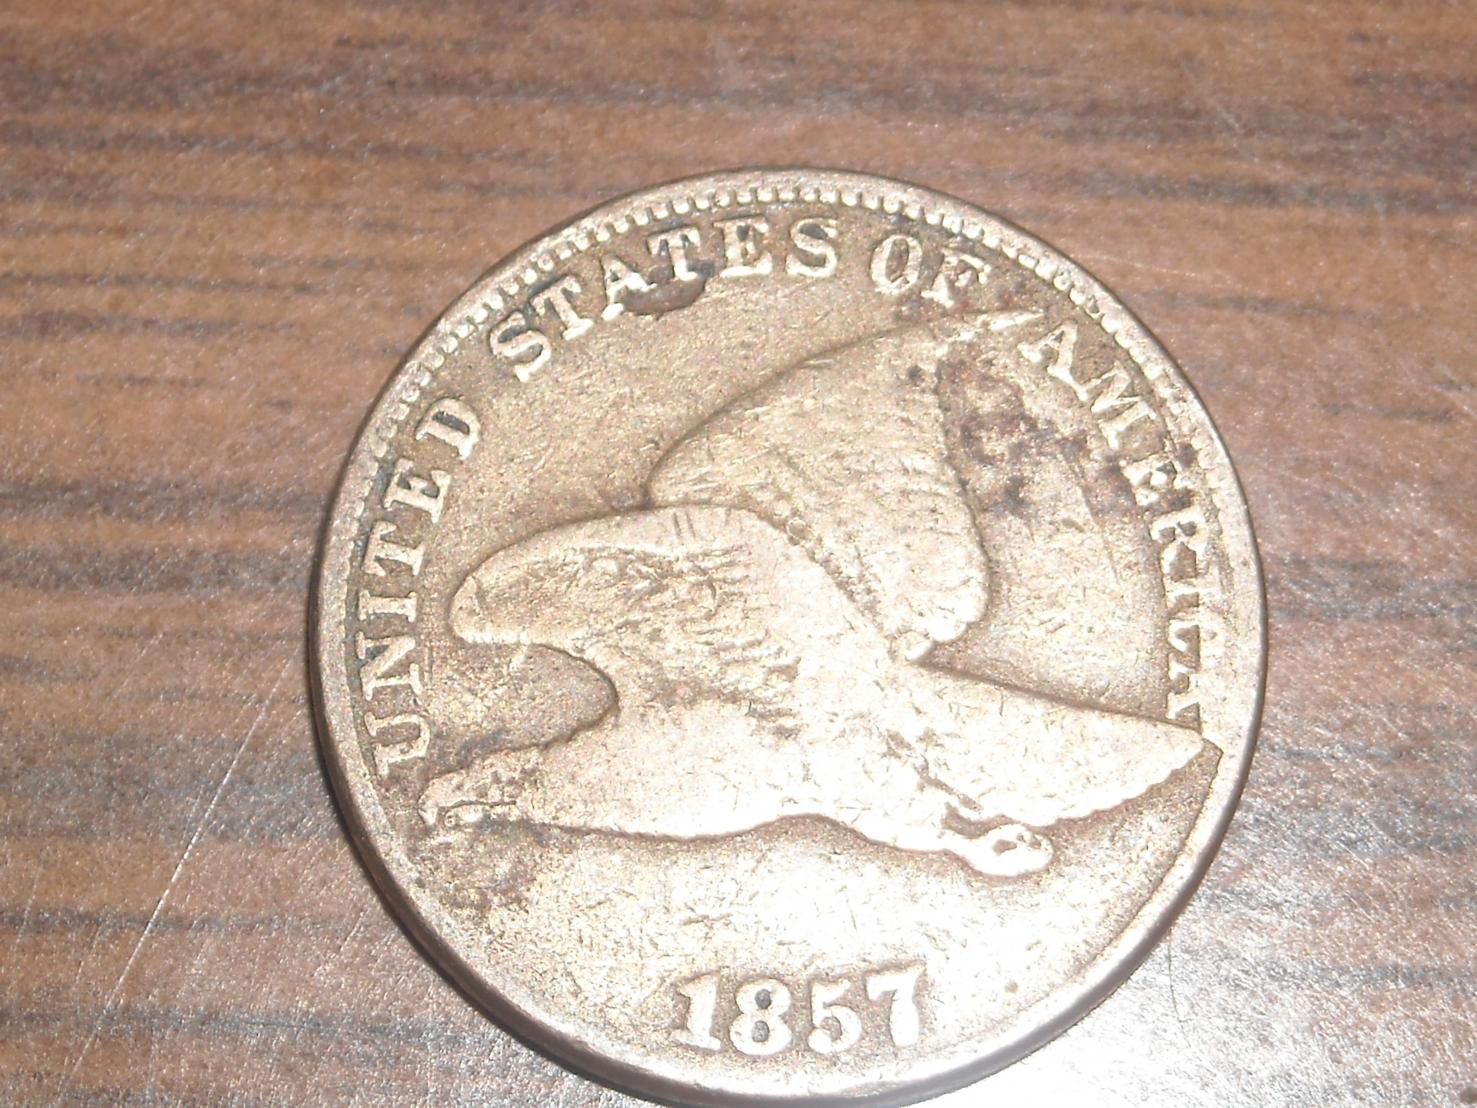 UNITED STATES OF AMERICA
1857